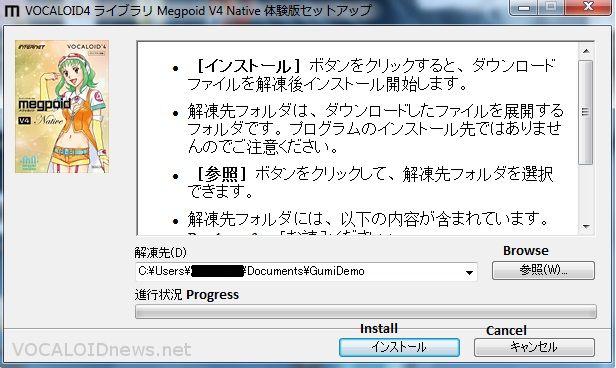 VOCALOID4 ライブラリ Megpoid V4 Native 体験版セットアップ
INTERNET
megpoid
V4 Native
• [インストール] ボタンをクリックすると、ダウンロード
ファイルを解凍後インストール開始します。
• 解凍先フォルダは、ダウンロードしたファイルを展開する
フォルダです。プログラムのインストール先ではありませ
んのでご注意ください。
• [参照] ボタンをクリックして、解凍先フォルダを選択
できます。
• 解凍先フォルダには、以下の内容が含まれています。
解凍先(D)
Browse
C:¥Users¥ ¥Documents¥GumiDemo
参照(W)...
進行状況 Progress
Install
Cancel
インストール
キャンセル
VOCALOIDnews.net